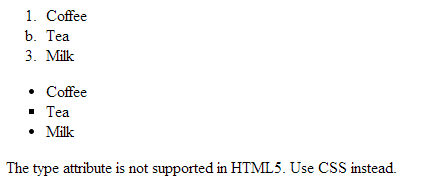 1. Coffee
b. Tea
3. Milk
• Coffee
▪ Tea
• Milk
The type attribute is not supported in HTML5. Use CSS instead.